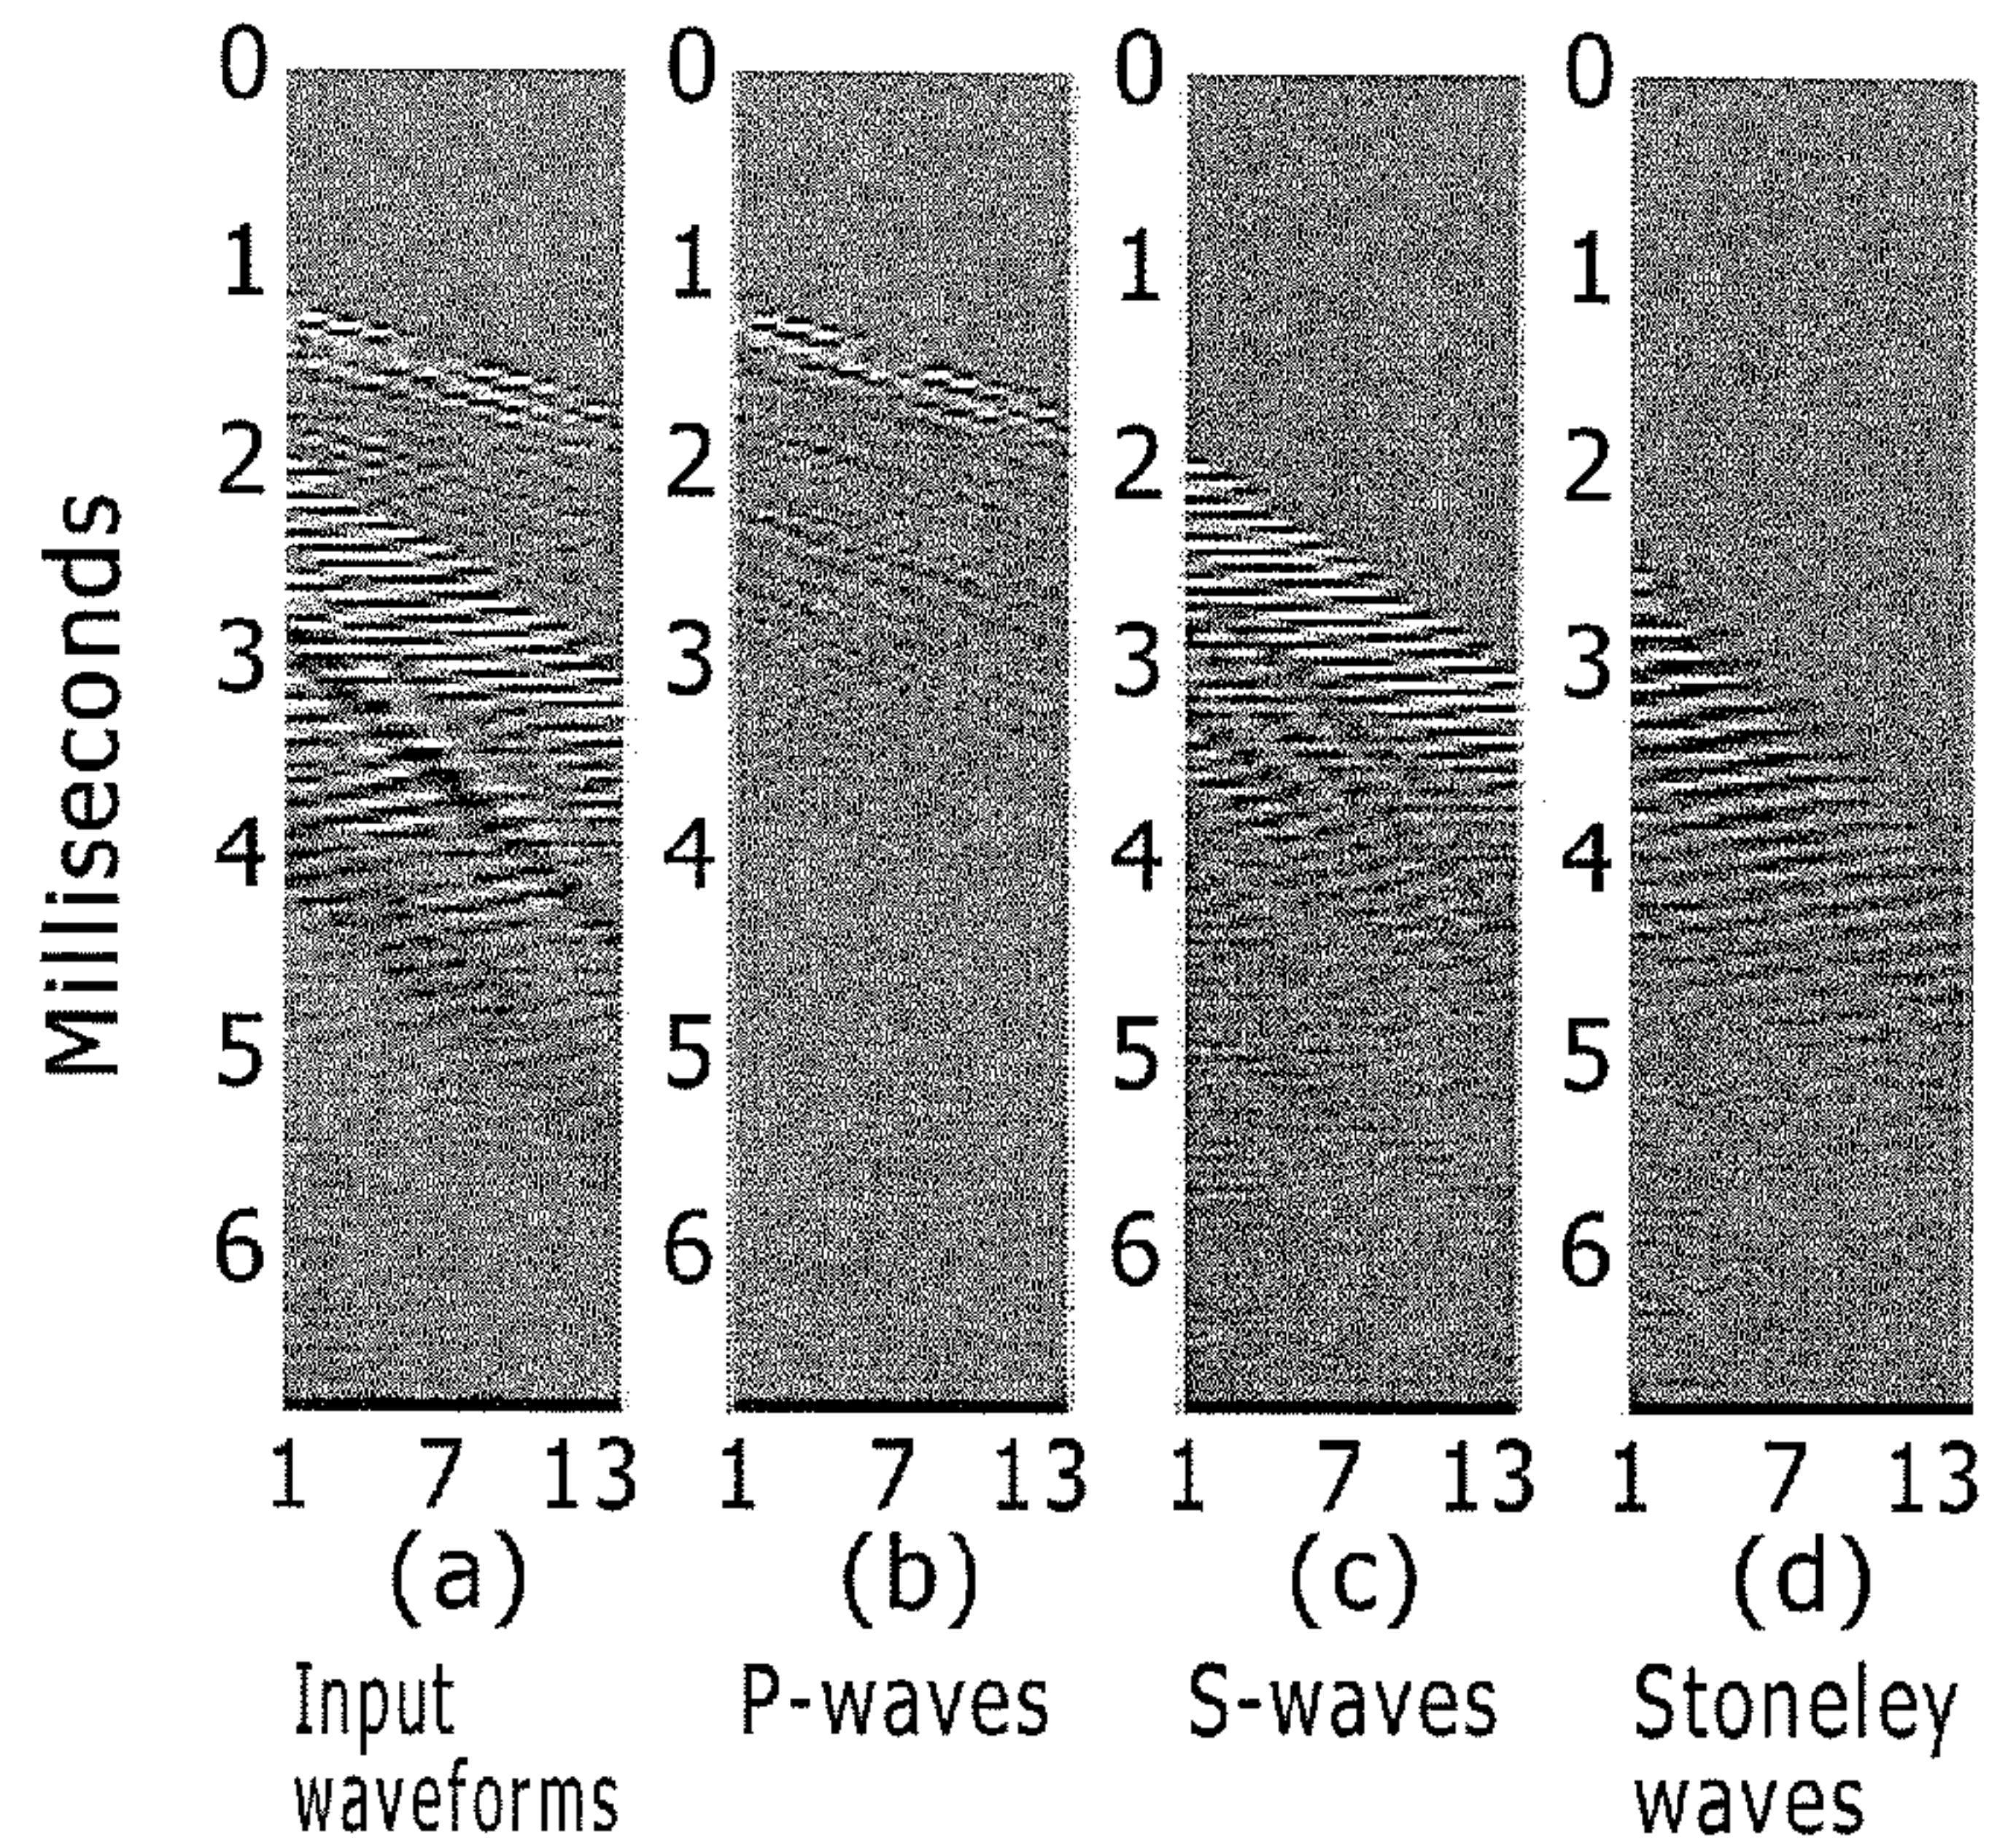 Milliseconds
0 0 0 0
1 1 1 1
2 2 2 2
3 3 3 3
4 4 4 4
5 5 5 5
6 6 6 6
1 7 13 1 7 13 1 7 13 1 7 13
(a) (b) (c) (d)
Input P-waves S-waves Stoneley
waveforms waves